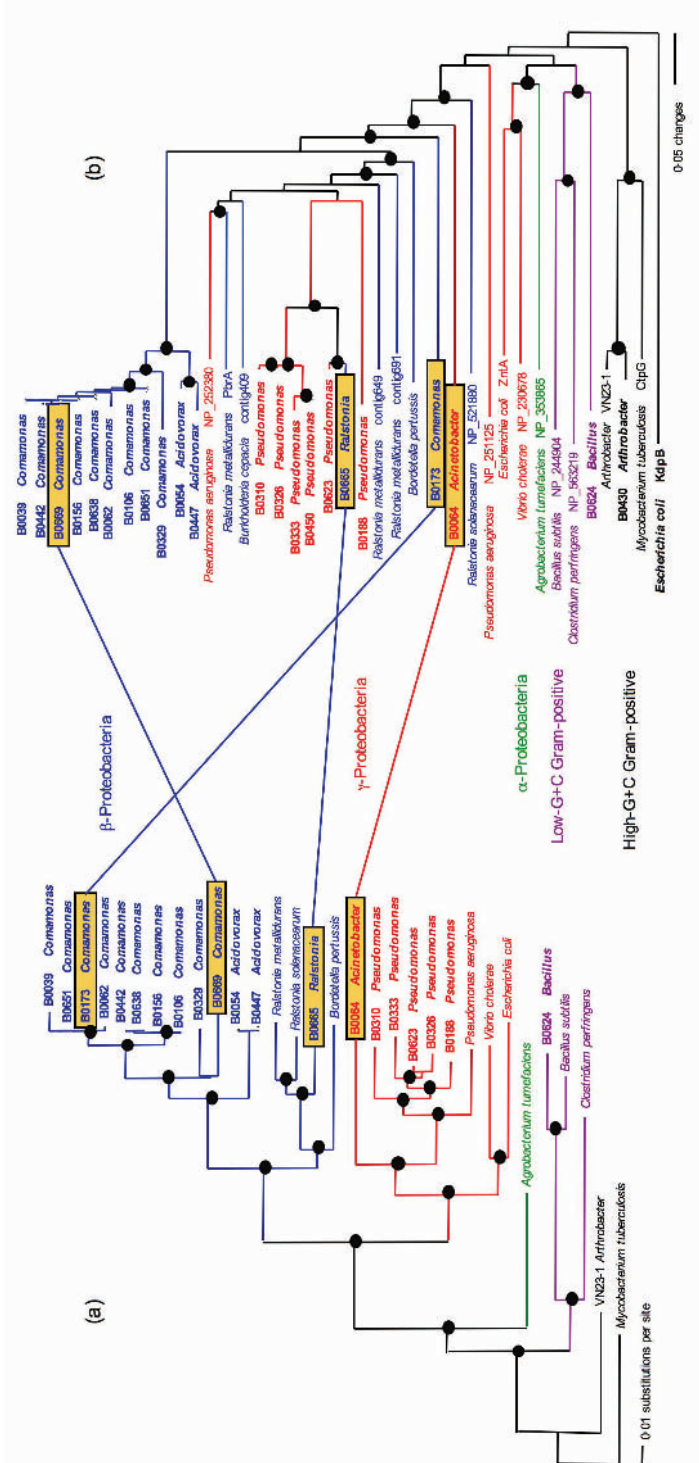 (a)
B0039 Comamonas
B0651 Comamonas
B0173 Comamonas
B0062 Comamonas
B0442 Comamonas
B0638 Comamonas
B0156 Comamonas
B0106 Comamonas
B0329 Comamonas
B0669 Comamonas
B0054 Acidovorax
B0447 Acidovorax
Ralstonia metallidurans
Ralstonia solanacearum
B0665 Ralstonia
Bordetella pertussis
B0064 Acinetobacter
B0310 Pseudomonas
B0333 Pseudomonas
B0623 Pseudomonas
B0326 Pseudomonas
B0188 Pseudomonas
Pseudomonas aeruginosa
Vibrio cholerae
Escherichia coli
Agrobacterium tumefaciens
B0624 Bacillus
Bacillus subtilis
Clostridium perfringens
VN23-1 Arthrobacter
Mycobacterium tuberculosis
0·01 substitutions per site
β-Proteobacteria
γ-Proteobacteria
α-Proteobacteria
Low-G+C Gram-positive
High-G+C Gram-positive
(b)
B0039 Comamonas
B0442 Comamonas
B0669 Comamonas
B0156 Comamonas
B0638 Comamonas
B0062 Comamonas
B0106 Comamonas
B0651 Comamonas
B0329 Comamonas
B0054 Acidovorax
B0447 Acidovorax
Pseudomonas aeruginosa NP_252380
Ralstonia metallidurans PbrA
Burkholderia cepacia contig409
B0310 Pseudomonas
B0326 Pseudomonas
B0333 Pseudomonas
B0450 Pseudomonas
B0623 Pseudomonas
B0665 Ralstonia
B0188 Pseudomonas
Ralstonia metallidurans contig649
Ralstonia metallidurans contig691
Bordetella pertussis
B0173 Comamonas
B0064 Acinetobacter
Ralstonia solanacearum NP_521880
Pseudomonas aeruginosa NP_251125
Escherichia coli ZntA
Vibrio cholerae NP_230678
Agrobacterium tumefaciens NP_353865
Bacillus subtilis NP_244904
Clostridium perfringens NP_563219
B0624 Bacillus
Arthrobacter VN23-1
B0430 Arthrobacter
Mycobacterium tuberculosis CtpG
Escherichia coli KdpB
0·05 changes